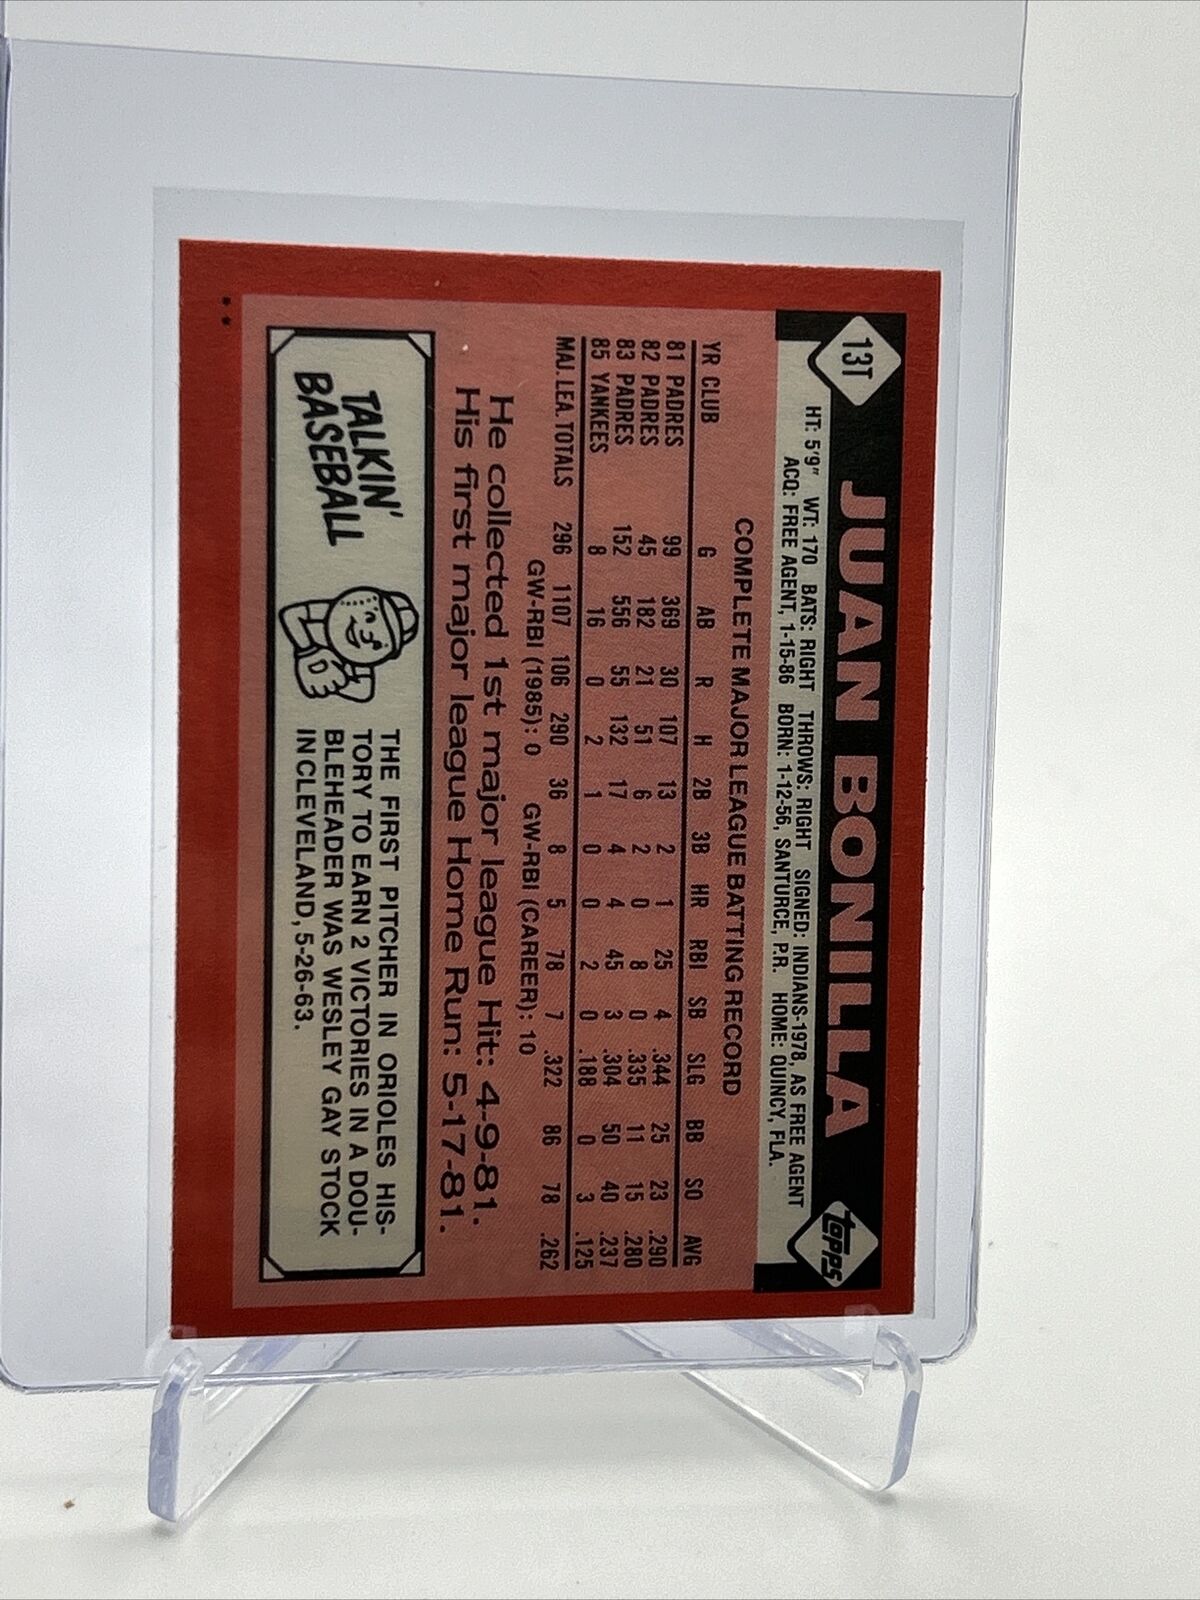 13T
JUAN BONILLA
topps
HT: 5'9" WT: 170 BATS: RIGHT THROWS: RIGHT SIGNED: INDIANS-1978, AS FREE AGENT
ACQ: FREE AGENT, 1-15-86 BORN: 1-12-56, SANTURCE, P.R. HOME: QUINCY, FLA.
COMPLETE MAJOR LEAGUE BATTING RECORD
YR CLUB G AB R H 2B 3B HR RBI SB SLG BB SO AVG
81 PADRES 99 369 30 107 13 2 1 25 4 .344 25 23 .290
82 PADRES 45 182 21 51 6 2 0 8 0 .335 11 15 .280
83 PADRES 152 556 55 132 17 4 4 45 3 .304 50 40 .237
85 YANKEES 8 16 0 2 1 0 0 2 0 .188 0 3 .125
MAJ. LEA. TOTALS 296 1107 106 290 36 8 5 78 7 .322 86 78 .262
GW-RBI (1985): 0 GW-RBI (CAREER): 10
He collected 1st major league Hit: 4-9-81.
His first major league Home Run: 5-17-81.
TALKIN'
BASEBALL
THE FIRST PITCHER IN ORIOLES HIS-
TORY TO EARN 2 VICTORIES IN A DOU-
BLEHEADER WAS WESLEY GAY STOCK
IN CLEVELAND, 5-26-63.
**